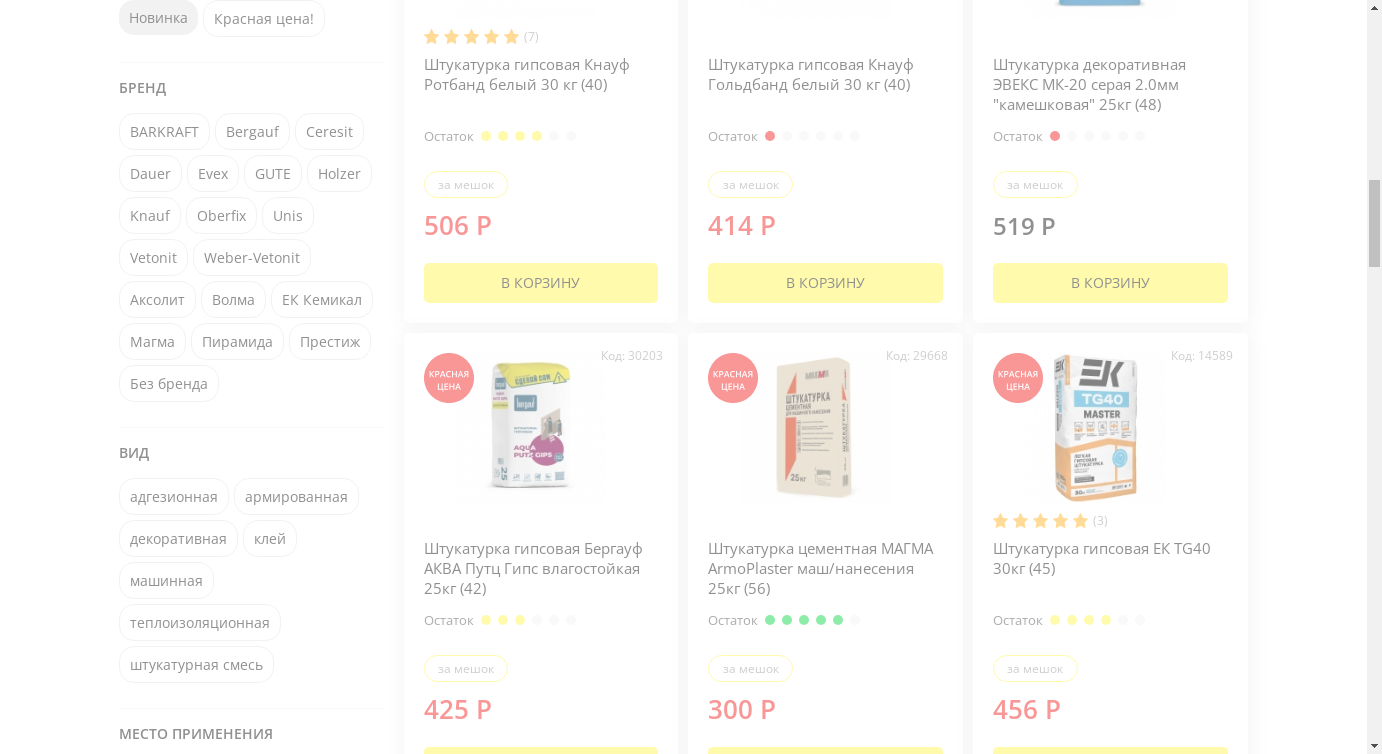 Новинка
Красная цена!
БРЕНД
BARKRAFT
Bergauf
Ceresit
Dauer
Evex
GUTE
Holzer
Knauf
Oberfix
Unis
Vetonit
Weber-Vetonit
Аксолит
Волма
ЕК Кемикал
Магма
Пирамида
Престиж
Без бренда
ВИД
адгезионная
армированная
декоративная
клей
машинная
теплоизоляционная
штукатурная смесь
МЕСТО ПРИМЕНЕНИЯ
(7)
Штукатурка гипсовая Кнауф
Ротбанд белый 30 кг (40)
Остаток
за мешок
506 Р
В КОРЗИНУ
Штукатурка гипсовая Кнауф
Гольдбанд белый 30 кг (40)
Остаток
за мешок
414 Р
В КОРЗИНУ
Штукатурка декоративная
ЭВЕКС МК-20 серая 2.0мм
"камешковая" 25кг (48)
Остаток
за мешок
519 Р
В КОРЗИНУ
КРАСНАЯ
ЦЕНА
Код: 30203
bergauf
AQUA
PUTZ GIPS
25
Штукатурка гипсовая Бергауф
АКВА Путц Гипс влагостойкая
25кг (42)
Остаток
за мешок
425 Р
КРАСНАЯ
ЦЕНА
Код: 29668
ШТУКАТУРКА
ЦЕМЕНТНАЯ
25кг
Штукатурка цементная МАГМА
ArmoPlaster маш/нанесения
25кг (56)
Остаток
за мешок
300 Р
КРАСНАЯ
ЦЕНА
Код: 14589
ЕК
TG40
MASTER
(3)
Штукатурка гипсовая ЕК TG40
30кг (45)
Остаток
за мешок
456 Р